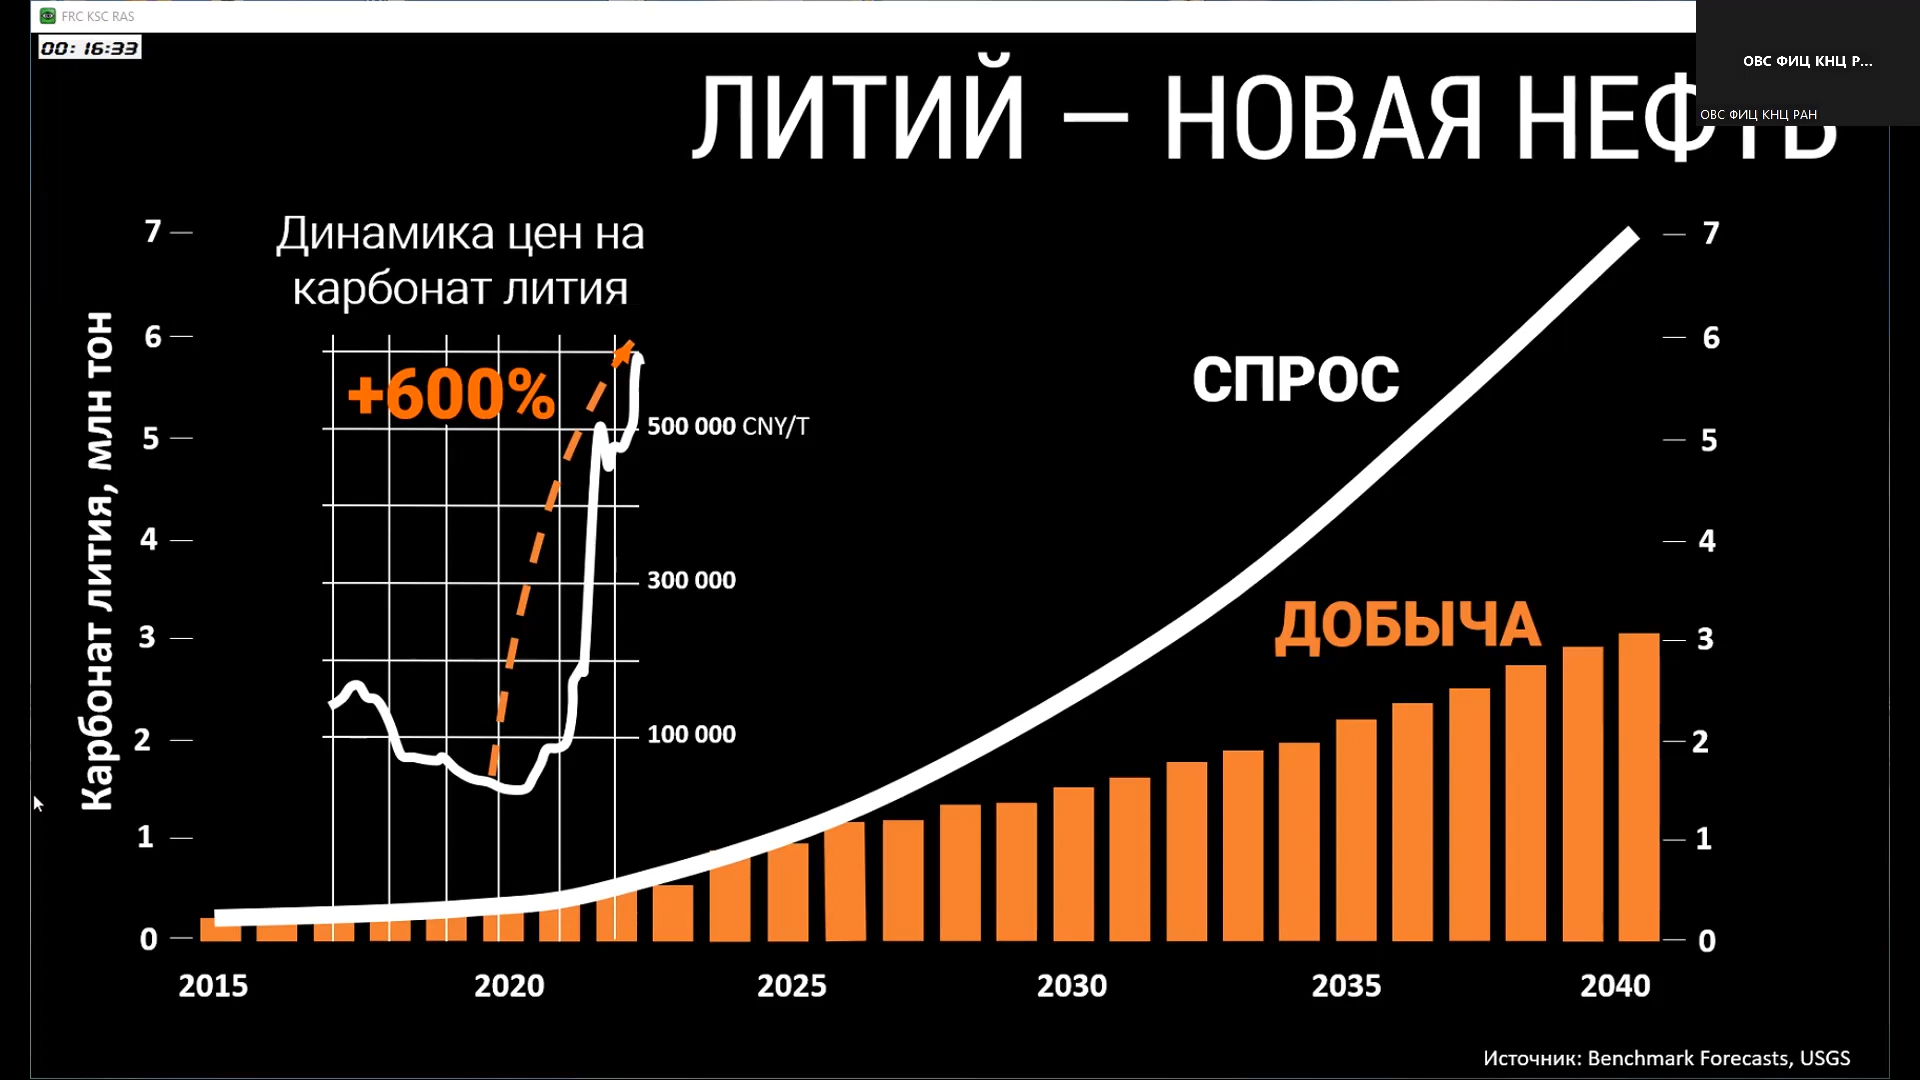 FRC KSC RAS
00:16:33
ОВС ФИЦ КНЦ Р...
ОВС ФИЦ КНЦ РАН
ЛИТИЙ – НОВАЯ НЕФТЬ
Динамика цен на
карбонат лития
+600%
500 000 CNY/T
300 000
100 000
Карбонат лития, млн тон
7
6
5
4
3
2
1
0
СПРОС
ДОБЫЧА
7
6
5
4
3
2
1
0
2015 2020 2025 2030 2035 2040
Источник: Benchmark Forecasts, USGS